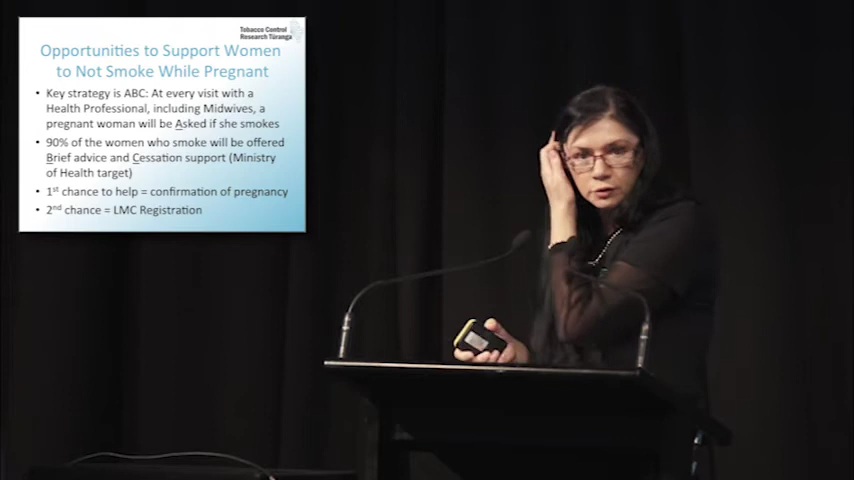 Tobacco Control
Research Tūranga
Opportunities to Support Women
to Not Smoke While Pregnant
• Key strategy is ABC: At every visit with a
Health Professional, including Midwives, a
pregnant woman will be Asked if she smokes
• 90% of the women who smoke will be offered
Brief advice and Cessation support (Ministry
of Health target)
• 1st chance to help = confirmation of pregnancy
• 2nd chance = LMC Registration